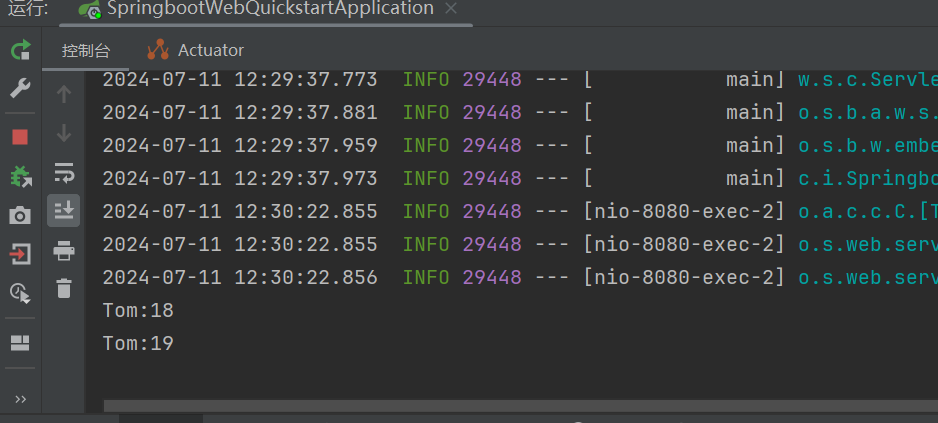 运行:
SpringbootWebQuickstartApplication
控制台
Actuator
2024-07-11 12:29:37.773  INFO 29448 --- [           main] w.s.c.Servle
2024-07-11 12:29:37.881  INFO 29448 --- [           main] o.s.b.a.w.s.
2024-07-11 12:29:37.959  INFO 29448 --- [           main] o.s.b.w.embe
2024-07-11 12:29:37.973  INFO 29448 --- [           main] c.i.Springbo
2024-07-11 12:30:22.855  INFO 29448 --- [nio-8080-exec-2] o.a.c.c.C.[T
2024-07-11 12:30:22.855  INFO 29448 --- [nio-8080-exec-2] o.s.web.serv
2024-07-11 12:30:22.856  INFO 29448 --- [nio-8080-exec-2] o.s.web.serv
Tom:18
Tom:19